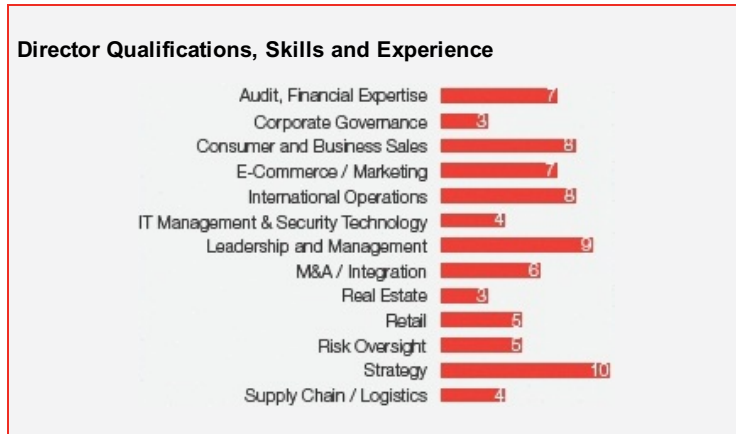 Director Qualifications, Skills and Experience
Audit, Financial Expertise 7
Corporate Governance 3
Consumer and Business Sales 8
E-Commerce / Marketing 7
International Operations 8
IT Management & Security Technology 4
Leadership and Management 9
M&A / Integration 6
Real Estate 3
Retail 5
Risk Oversight 5
Strategy 10
Supply Chain / Logistics 4